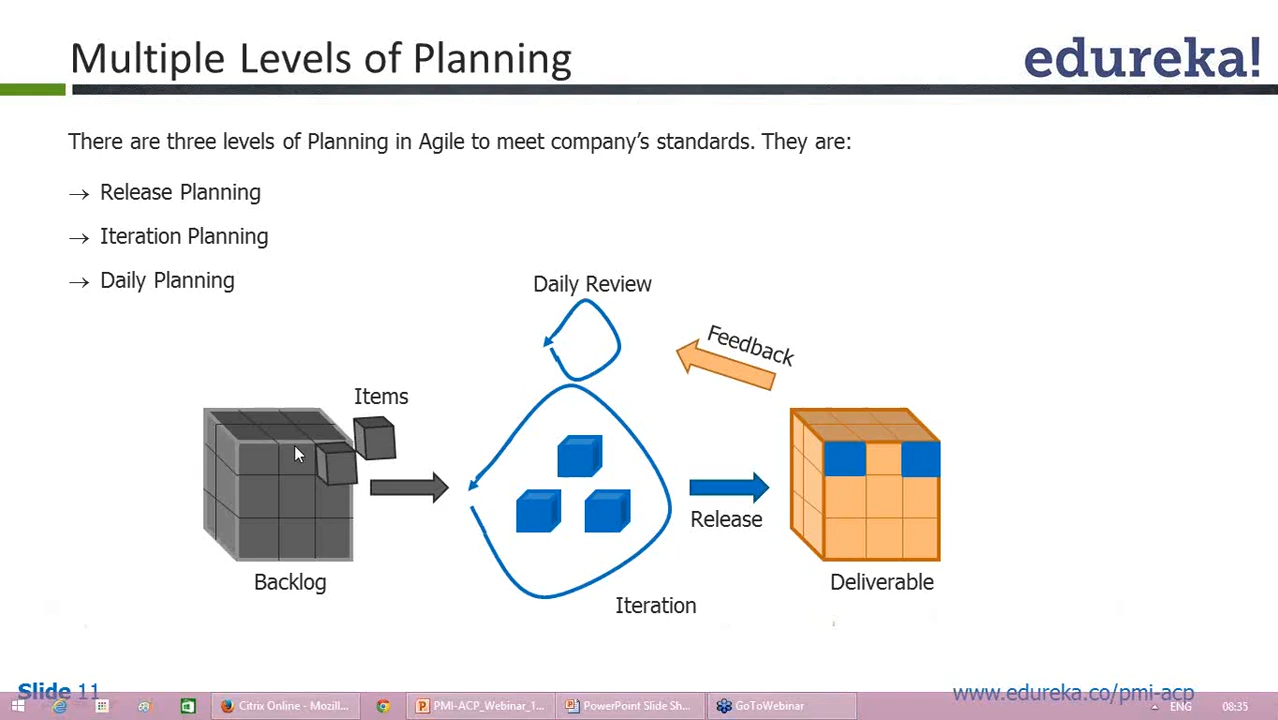 Multiple Levels of Planning
edureka!
There are three levels of Planning in Agile to meet company's standards. They are:
→ Release Planning
→ Iteration Planning
→ Daily Planning
Daily Review
Feedback
Items
Release
Backlog
Deliverable
Iteration
Slide 11
www.edureka.co/pmi-acp
Citrix Online - Mozil...
PMI-ACP_Webinar_1...
PowerPoint Slide Sh...
GoToWebinar
ENG
08:35